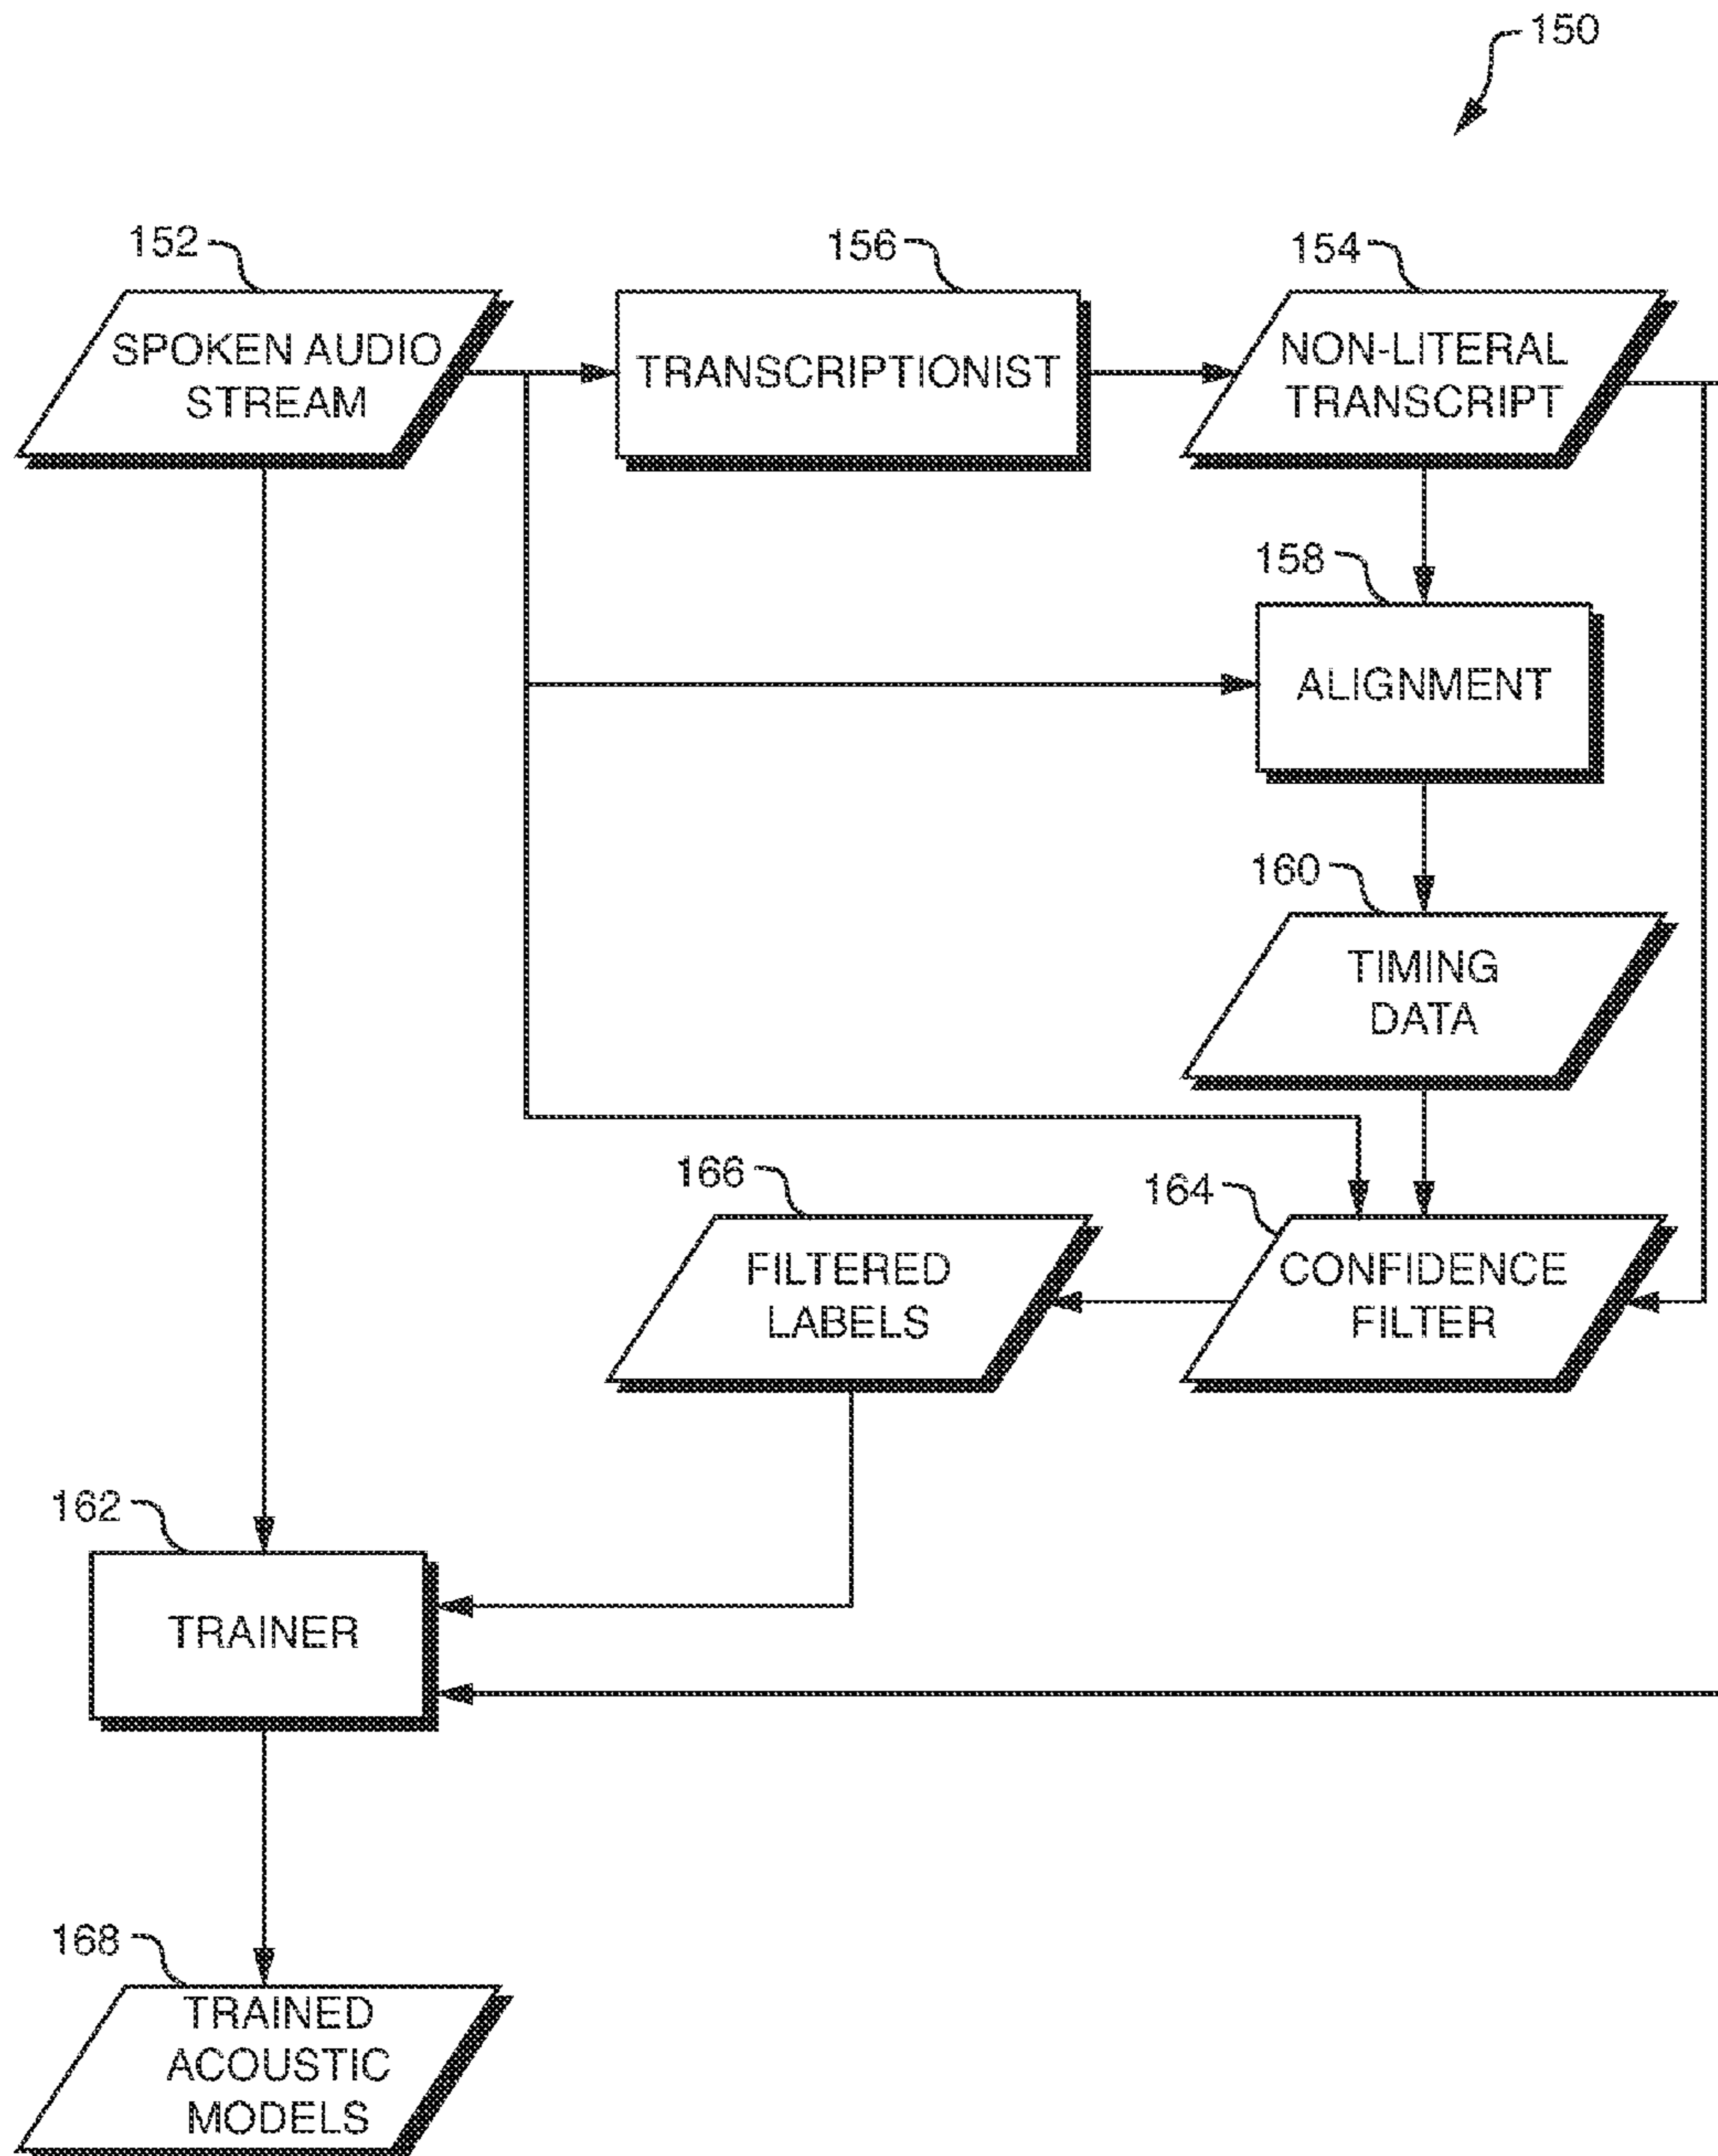 150
152
156
154
SPOKEN AUDIO
STREAM
TRANSCRIPTIONIST
NON-LITERAL
TRANSCRIPT
158
ALIGNMENT
160
TIMING
DATA
166
164
FILTERED
LABELS
CONFIDENCE
FILTER
162
TRAINER
168
TRAINED
ACOUSTIC
MODELS